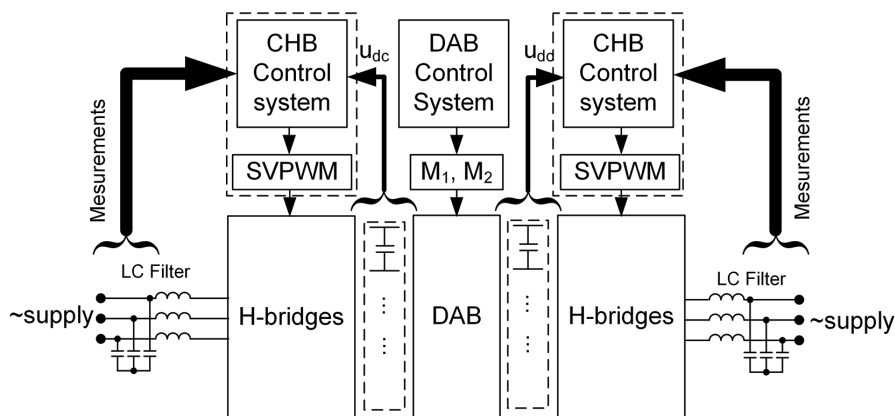 CHB
Control
system
u_dc
DAB
Control
System
u_dd
CHB
Control
system
Mesurements
Mesurements
SVPWM
M₁, M₂
SVPWM
LC Filter
LC Filter
~supply
H-bridges
DAB
H-bridges
~supply